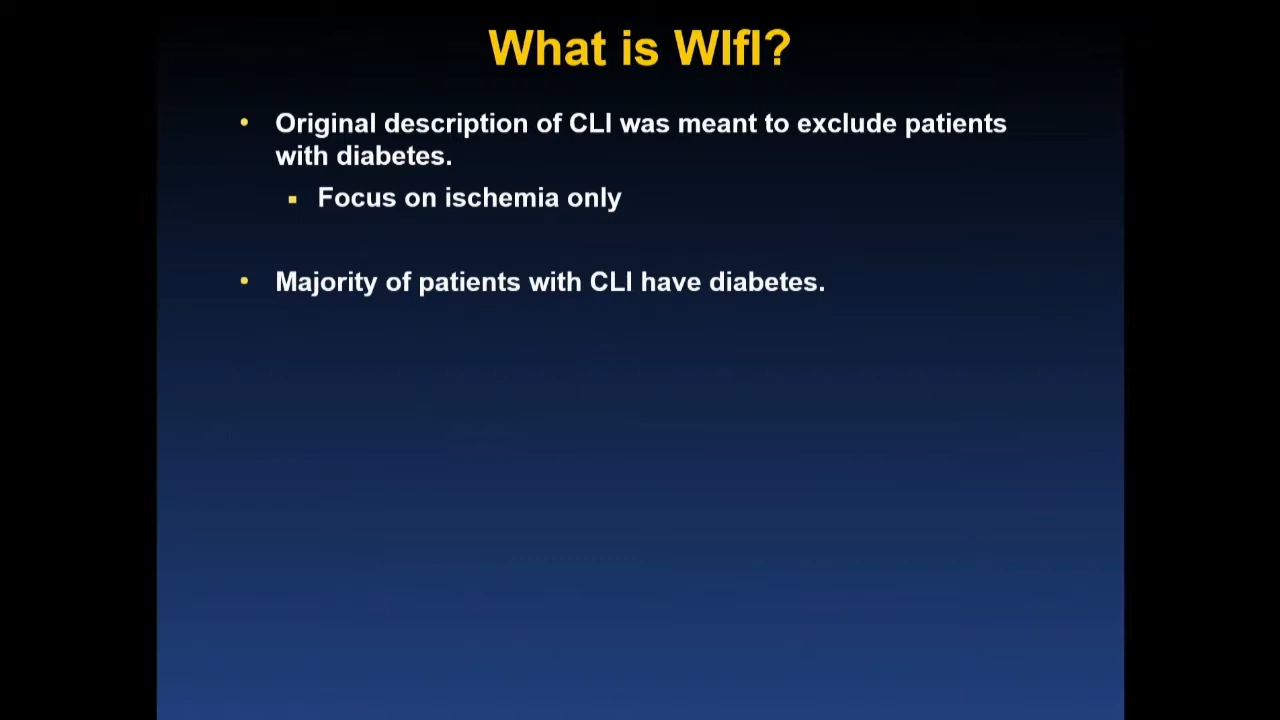 What is WIfI?
• Original description of CLI was meant to exclude patients
with diabetes.
▪ Focus on ischemia only
• Majority of patients with CLI have diabetes.